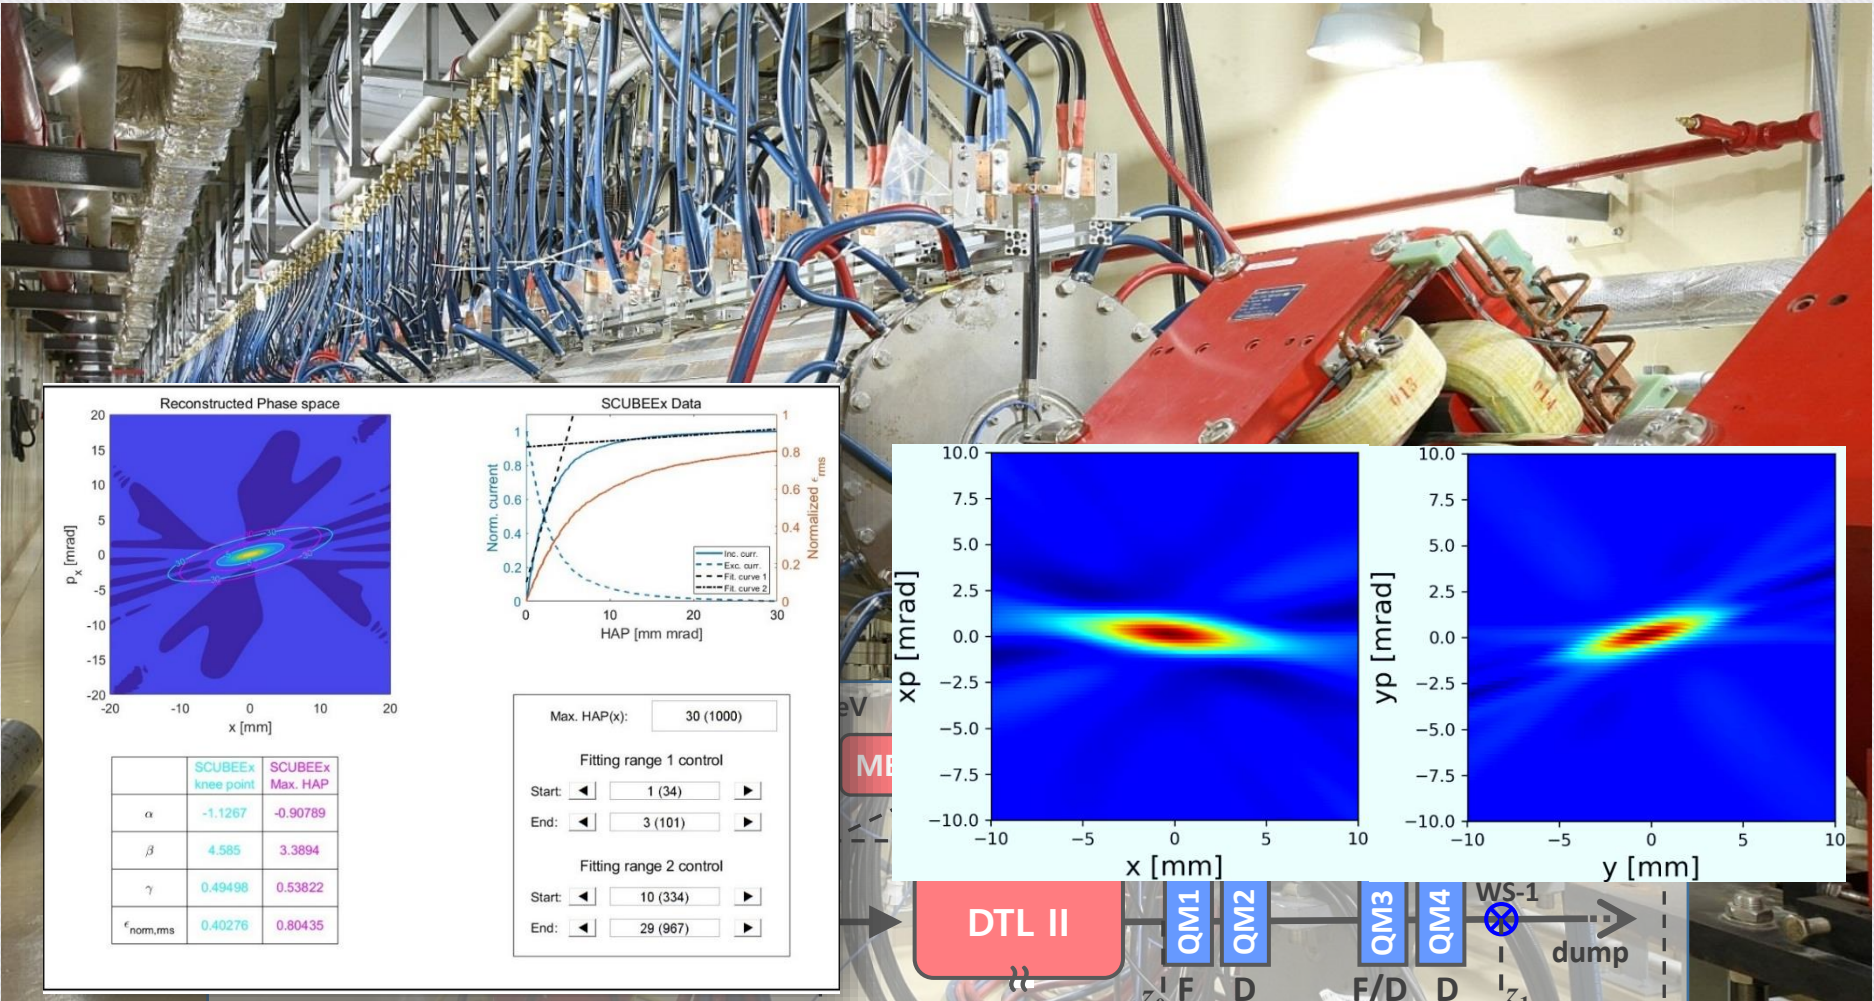 Reconstructed Phase space
20
15
10
5
0
-5
-10
-15
-20
p_x [mrad]
-20 -10 0 10 20
x [mm]
30
30
30
30
SCUBEEx Data
1
0.8
0.6
0.4
0.2
0
Norm. current
1
0.8
0.6
0.4
0.2
0
Normalized ϵ_rms
Inc. curr.
Exc. curr.
Fit. curve 1
Fit. curve 2
0 10 20 30
HAP [mm mrad]
SCUBEEx knee point SCUBEEx Max. HAP
α -1.1267 -0.90789
β 4.585 3.3894
γ 0.49498 0.53822
ϵ_norm,rms 0.40276 0.80435
Max. HAP(x): 30 (1000)
Fitting range 1 control
Start: ◀ 1 (34) ▶
End: ◀ 3 (101) ▶
Fitting range 2 control
Start: ◀ 10 (334) ▶
End: ◀ 29 (967) ▶
013
014
10.0
7.5
5.0
2.5
0.0
−2.5
−5.0
−7.5
−10.0
xp [mrad]
−10 −5 0 5 10
x [mm]
10.0
7.5
5.0
2.5
0.0
−2.5
−5.0
−7.5
−10.0
yp [mrad]
−10 −5 0 5 10
y [mm]
eV
ME
DTL II
QM1
QM2
QM3
QM4
WS-1
dump
F D F/D D
z₁